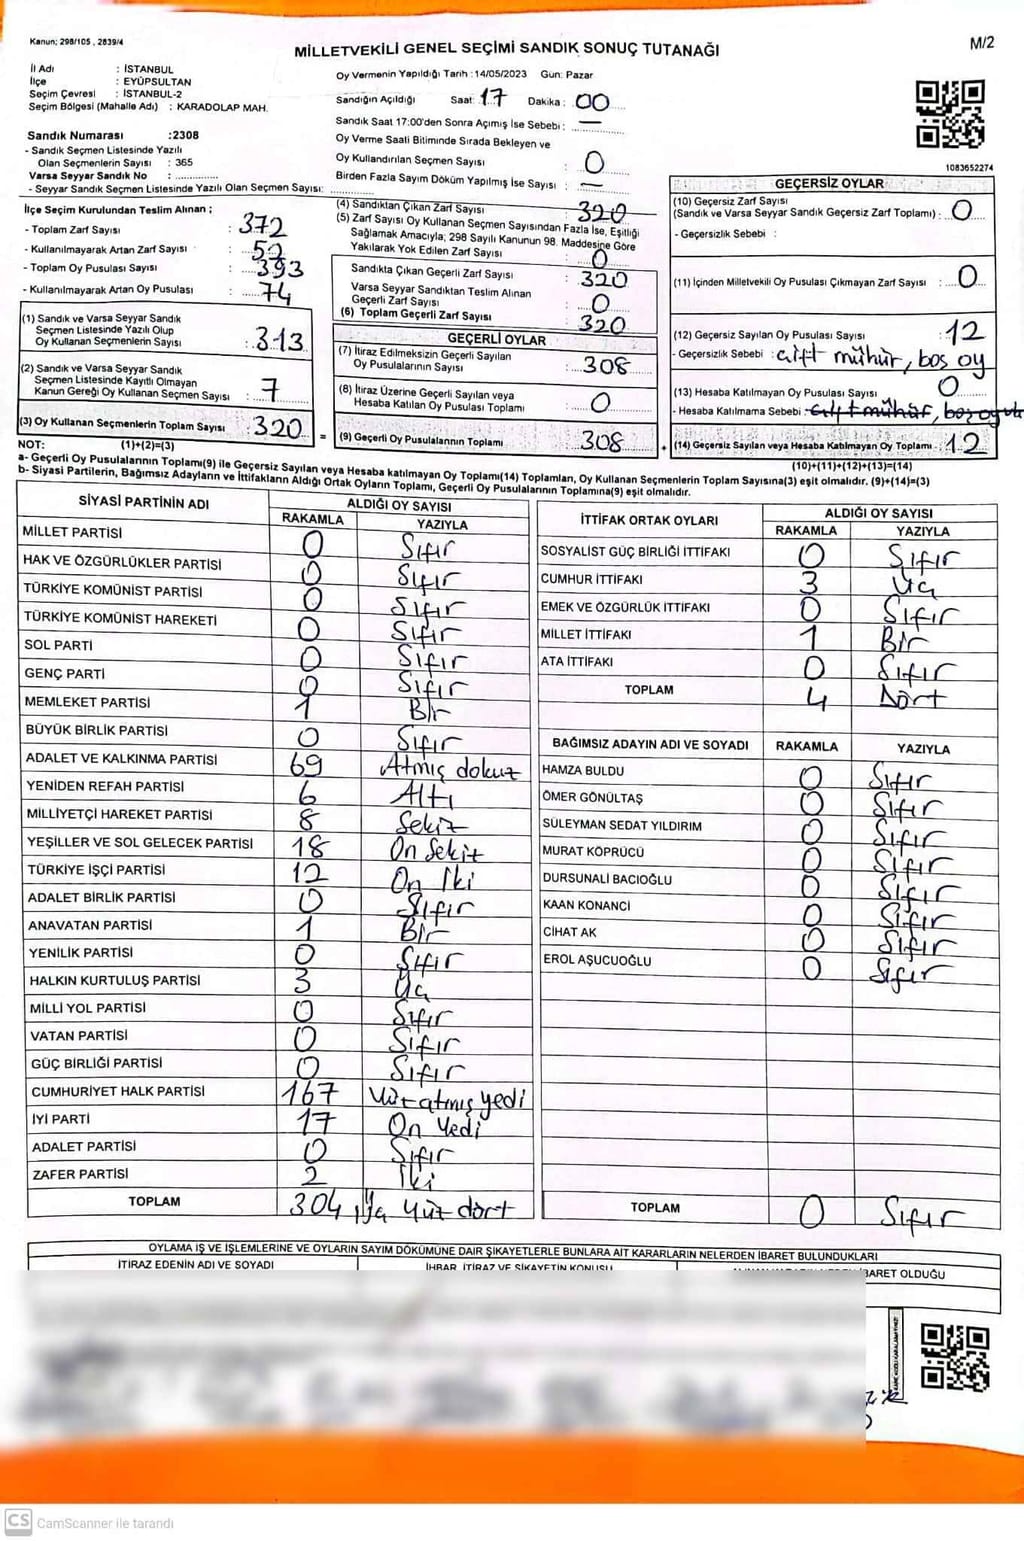 Kanun; 298/105 , 2839/4
MİLLETVEKİLİ GENEL SEÇİMİ SANDIK SONUÇ TUTANAĞI
M/2
İl Adı : İSTANBUL
İlçe : EYÜPSULTAN
Seçim Çevresi : İSTANBUL-2
Seçim Bölgesi (Mahalle Adı) : KARADOLAP MAH.
Sandık Numarası :2308
- Sandık Seçmen Listesinde Yazılı
Olan Seçmenlerin Sayısı : 365
Varsa Seyyar Sandık No : ............
- Seyyar Sandık Seçmen Listesinde Yazılı Olan Seçmen Sayısı: ............
Oy Vermenin Yapıldığı Tarih :14/05/2023 Gün: Pazar
Sandığın Açıldığı Saat: 17 Dakika : 00
Sandık Saat 17:00'den Sonra Açımış İse Sebebi : —
Oy Verme Saati Bitiminde Sırada Bekleyen ve
Oy Kullandırılan Seçmen Sayısı : 0
Birden Fazla Sayım Döküm Yapılmış İse Sayısı : —
1083652274
İlçe Seçim Kurulundan Teslim Alınan ;
- Toplam Zarf Sayısı : 372
- Kullanılmayarak Artan Zarf Sayısı : 52
- Toplam Oy Pusulası Sayısı : 393
- Kullanılmayarak Artan Oy Pusulası : 74
(1) Sandık ve Varsa Seyyar Sandık
Seçmen Listesinde Yazılı Olup
Oy Kullanan Seçmenlerin Sayısı : 313
(2) Sandık ve Varsa Seyyar Sandık
Seçmen Listesinde Kayıtlı Olmayan
Kanun Gereği Oy Kullanan Seçmen Sayısı : 7
(3) Oy Kullanan Seçmenlerin Toplam Sayısı : 320 =
(4) Sandıktan Çıkan Zarf Sayısı : 320
(5) Zarf Sayısı Oy Kullanan Seçmen Sayısından Fazla İse, Eşitliği
Sağlamak Amacıyla; 298 Sayılı Kanunun 98. Maddesine Göre
Yakılarak Yok Edilen Zarf Sayısı : 0
Sandıkta Çıkan Geçerli Zarf Sayısı : 320
Varsa Seyyar Sandıktan Teslim Alınan
Geçerli Zarf Sayısı : 0
(6) Toplam Geçerli Zarf Sayısı : 320
GEÇERLİ OYLAR
(7) İtiraz Edilmeksizin Geçerli Sayılan
Oy Pusulalarının Sayısı : 308
(8) İtiraz Üzerine Geçerli Sayılan veya
Hesaba Katılan Oy Pusulası Toplamı : 0
(9) Geçerli Oy Pusulalarının Toplamı : 308 +
GEÇERSİZ OYLAR
(10) Geçersiz Zarf Sayısı
(Sandık ve Varsa Seyyar Sandık Geçersiz Zarf Toplamı) : 0
- Geçersizlik Sebebi :
(11) İçinden Milletvekili Oy Pusulası Çıkmayan Zarf Sayısı : 0
(12) Geçersiz Sayılan Oy Pusulası Sayısı : 12
- Geçersizlik Sebebi : çift mühür, boş oy
(13) Hesaba Katılmayan Oy Pusulası Sayısı : 0
- Hesaba Katılmama Sebebi : çift mühür, boş oy
(14) Geçersiz Sayılan veya Hesaba Katılmayan Oy Toplamı : 12
NOT: (1)+(2)=(3)
(10)+(11)+(12)+(13)=(14)
a- Geçerli Oy Pusulalarının Toplamı(9) ile Geçersiz Sayılan veya Hesaba katılmayan Oy Toplamı(14) Toplamları, Oy Kullanan Seçmenlerin Toplam Sayısına(3) eşit olmalıdır. (9)+(14)=(3)
b- Siyasi Partilerin, Bağımsız Adayların ve İttifakların Aldığı Ortak Oyların Toplamı, Geçerli Oy Pusulalarının Toplamına(9) eşit olmalıdır.
SİYASİ PARTİNİN ADI ALDIĞI OY SAYISI
RAKAMLA YAZIYLA
MİLLET PARTİSİ 0 Sıfır
HAK VE ÖZGÜRLÜKLER PARTİSİ 0 Sıfır
TÜRKİYE KOMÜNİST PARTİSİ 0 Sıfır
TÜRKİYE KOMÜNİST HAREKETİ 0 Sıfır
SOL PARTİ 0 Sıfır
GENÇ PARTİ 0 Sıfır
MEMLEKET PARTİSİ 1 Bir
BÜYÜK BİRLİK PARTİSİ 0 Sıfır
ADALET VE KALKINMA PARTİSİ 69 Atmış dokuz
YENİDEN REFAH PARTİSİ 6 Altı
MİLLİYETÇİ HAREKET PARTİSİ 8 Sekiz
YEŞİLLER VE SOL GELECEK PARTİSİ 18 On Sekiz
TÜRKİYE İŞÇİ PARTİSİ 12 On İki
ADALET BİRLİK PARTİSİ 0 Sıfır
ANAVATAN PARTİSİ 1 Bir
YENİLİK PARTİSİ 0 Sıfır
HALKIN KURTULUŞ PARTİSİ 3 Üç
MİLLİ YOL PARTİSİ 0 Sıfır
VATAN PARTİSİ 0 Sıfır
GÜÇ BİRLİĞİ PARTİSİ 0 Sıfır
CUMHURİYET HALK PARTİSİ 167 Yüz atmış yedi
İYİ PARTİ 17 On Yedi
ADALET PARTİSİ 0 Sıfır
ZAFER PARTİSİ 2 İki
TOPLAM 304 Üç Yüz dört
İTTİFAK ORTAK OYLARI ALDIĞI OY SAYISI
RAKAMLA YAZIYLA
SOSYALİST GÜÇ BİRLİĞİ İTTİFAKI 0 Sıfır
CUMHUR İTTİFAKI 3 Üç
EMEK VE ÖZGÜRLÜK İTTİFAKI 0 Sıfır
MİLLET İTTİFAKI 1 Bir
ATA İTTİFAKI 0 Sıfır
TOPLAM 4 Dört
BAĞIMSIZ ADAYIN ADI VE SOYADI RAKAMLA YAZIYLA
HAMZA BULDU 0 Sıfır
ÖMER GÖNÜLTAŞ 0 Sıfır
SÜLEYMAN SEDAT YILDIRIM 0 Sıfır
MURAT KÖPRÜCÜ 0 Sıfır
DURSUNALİ BACIOĞLU 0 Sıfır
KAAN KONANCİ 0 Sıfır
CİHAT AK 0 Sıfır
EROL AŞUCUOĞLU 0 Sıfır
TOPLAM 0 Sıfır
OYLAMA İŞ VE İŞLEMLERİNE VE OYLARIN SAYIM DÖKÜMÜNE DAİR ŞİKAYETLERLE BUNLARA AİT KARARLARIN NELERDEN İBARET BULUNDUKLARI
İTİRAZ EDENİN ADI VE SOYADI İHBAR, İTİRAZ VE ŞİKAYETİN KONUSU İBARET OLDUĞU
CS CamScanner ile tarandı